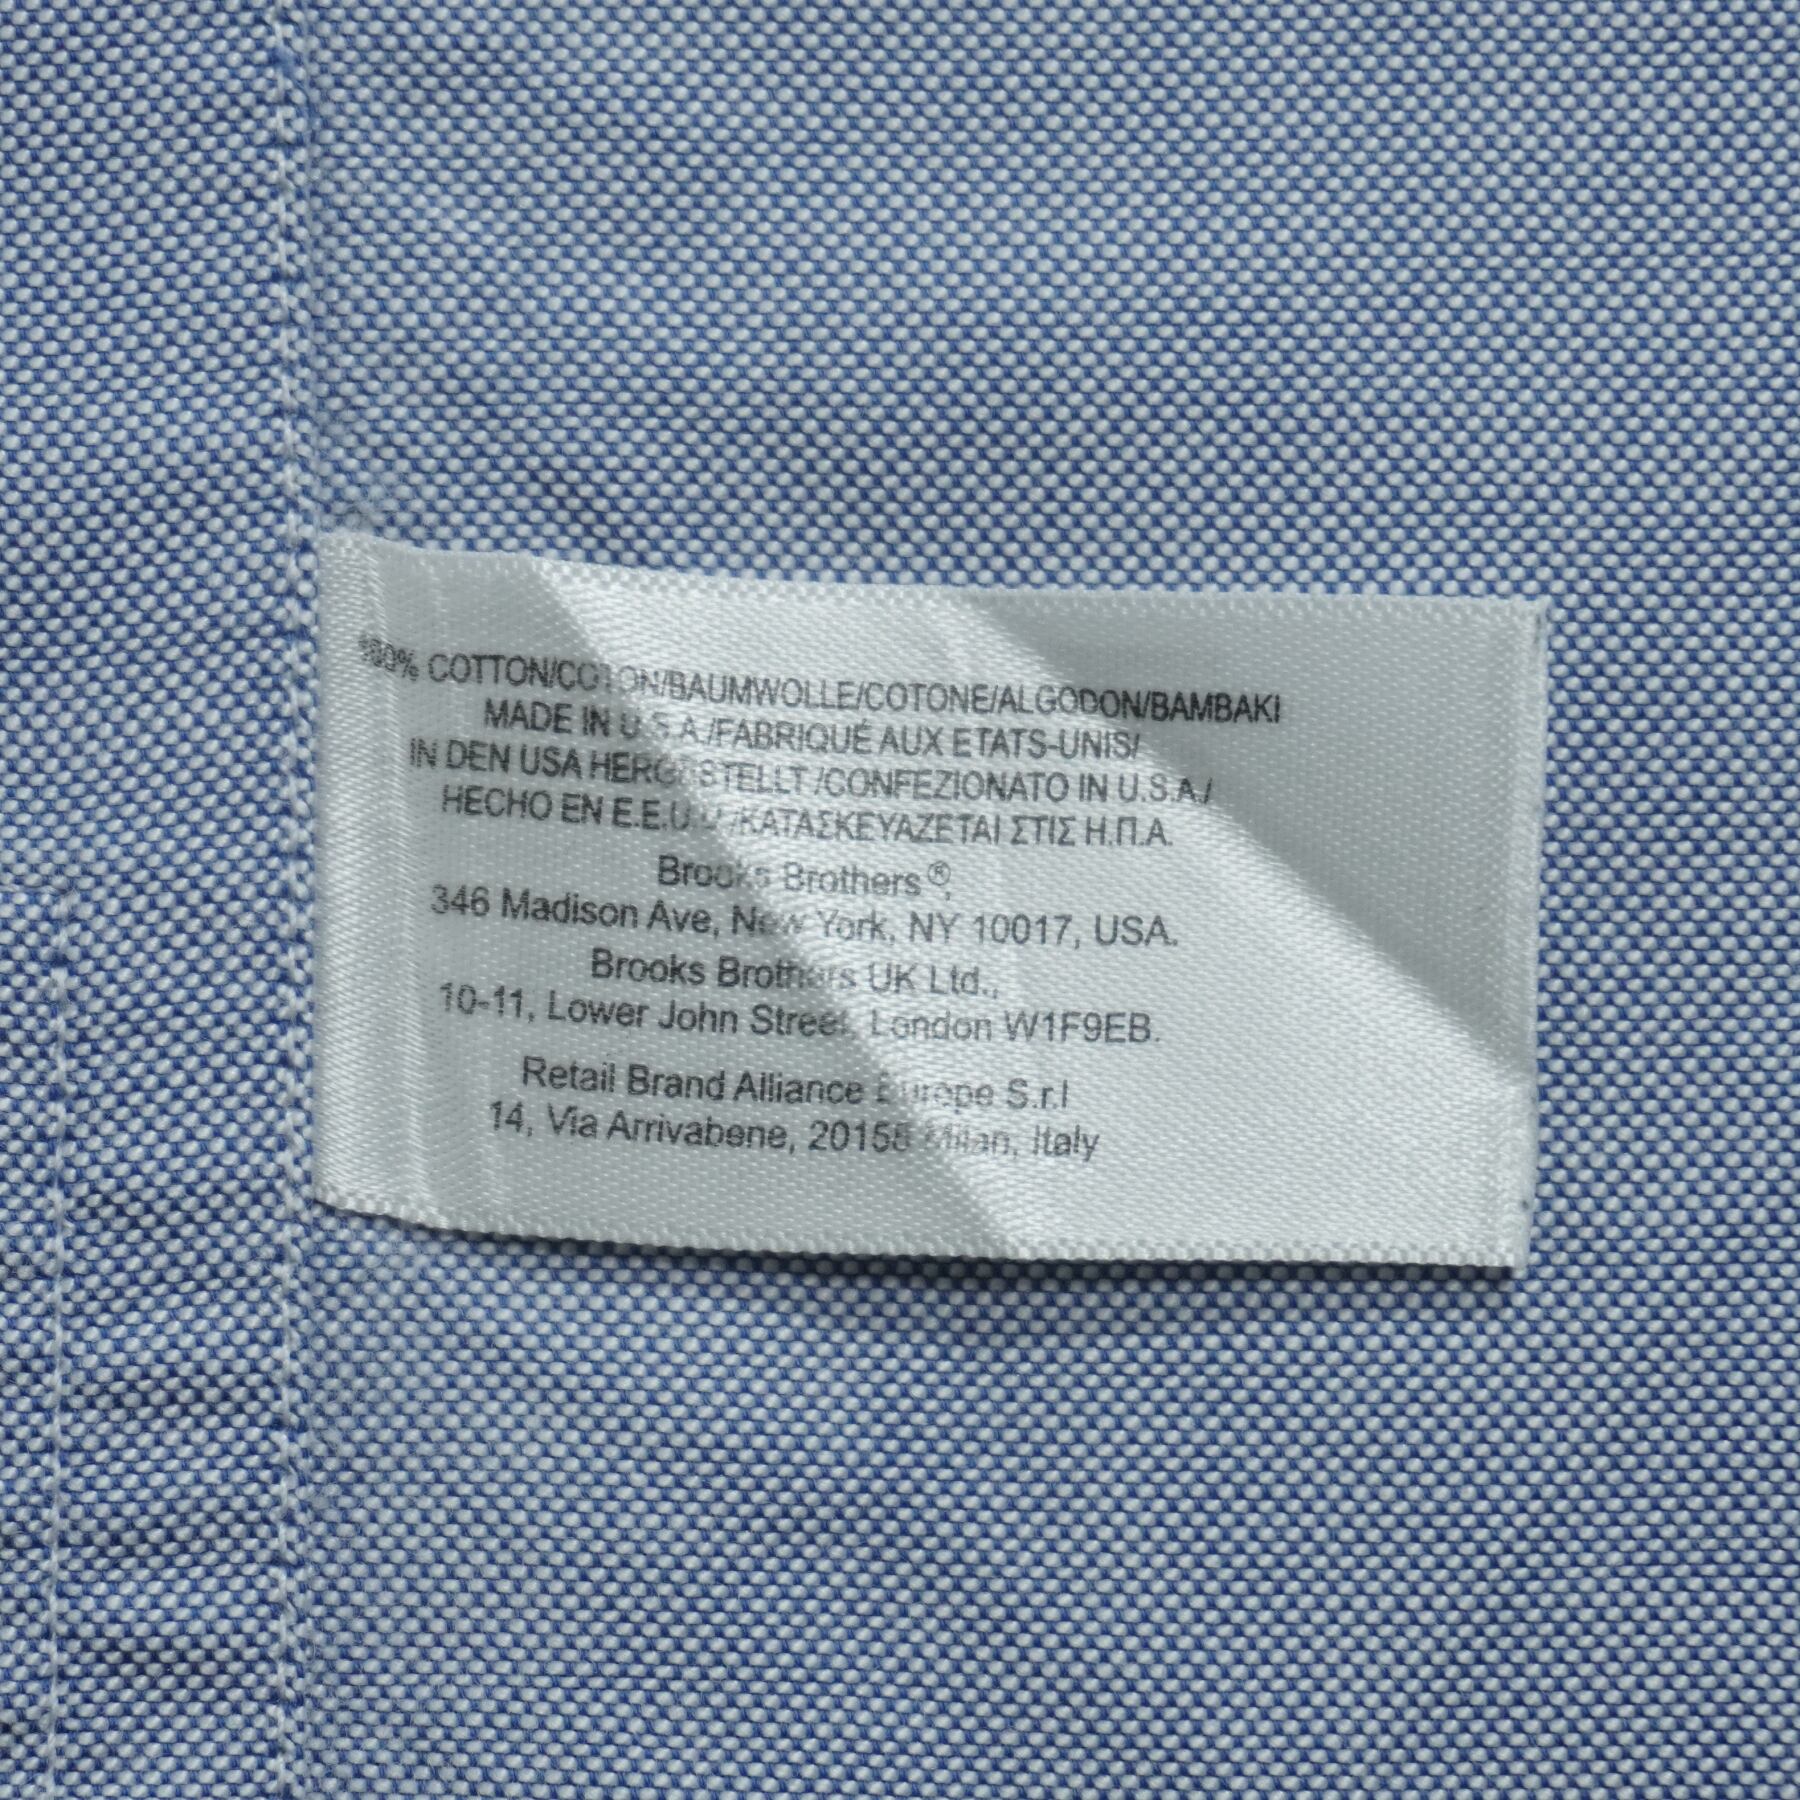 100% COTTON/COTON/BAUMWOLLE/COTONE/ALGODON/BAMBAKI
MADE IN U.S.A./FABRIQUÉ AUX ETATS-UNIS/
IN DEN USA HERGESTELLT /CONFEZIONATO IN U.S.A./
HECHO EN E.E.U.U./ΚΑΤΑΣΚΕΥΑΖΕΤΑΙ ΣΤΙΣ Η.Π.Α.
Brooks Brothers®,
346 Madison Ave, New York, NY 10017, USA.
Brooks Brothers UK Ltd.,
10-11, Lower John Street, London W1F9EB.
Retail Brand Alliance Europe S.r.l
14, Via Arrivabene, 20158 Milan, Italy